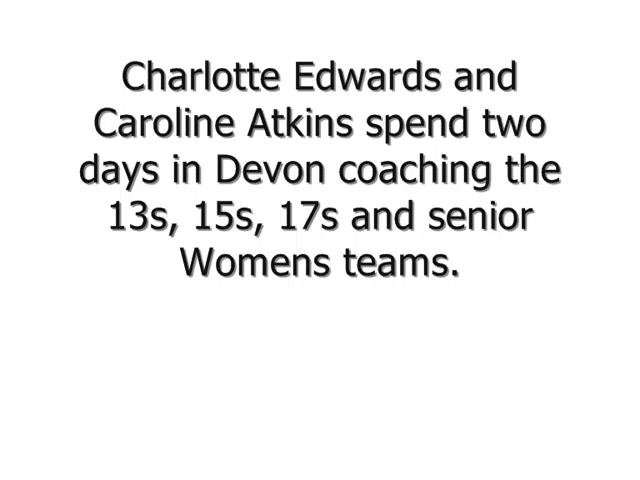 Charlotte Edwards and
Caroline Atkins spend two
days in Devon coaching the
13s, 15s, 17s and senior
Womens teams.